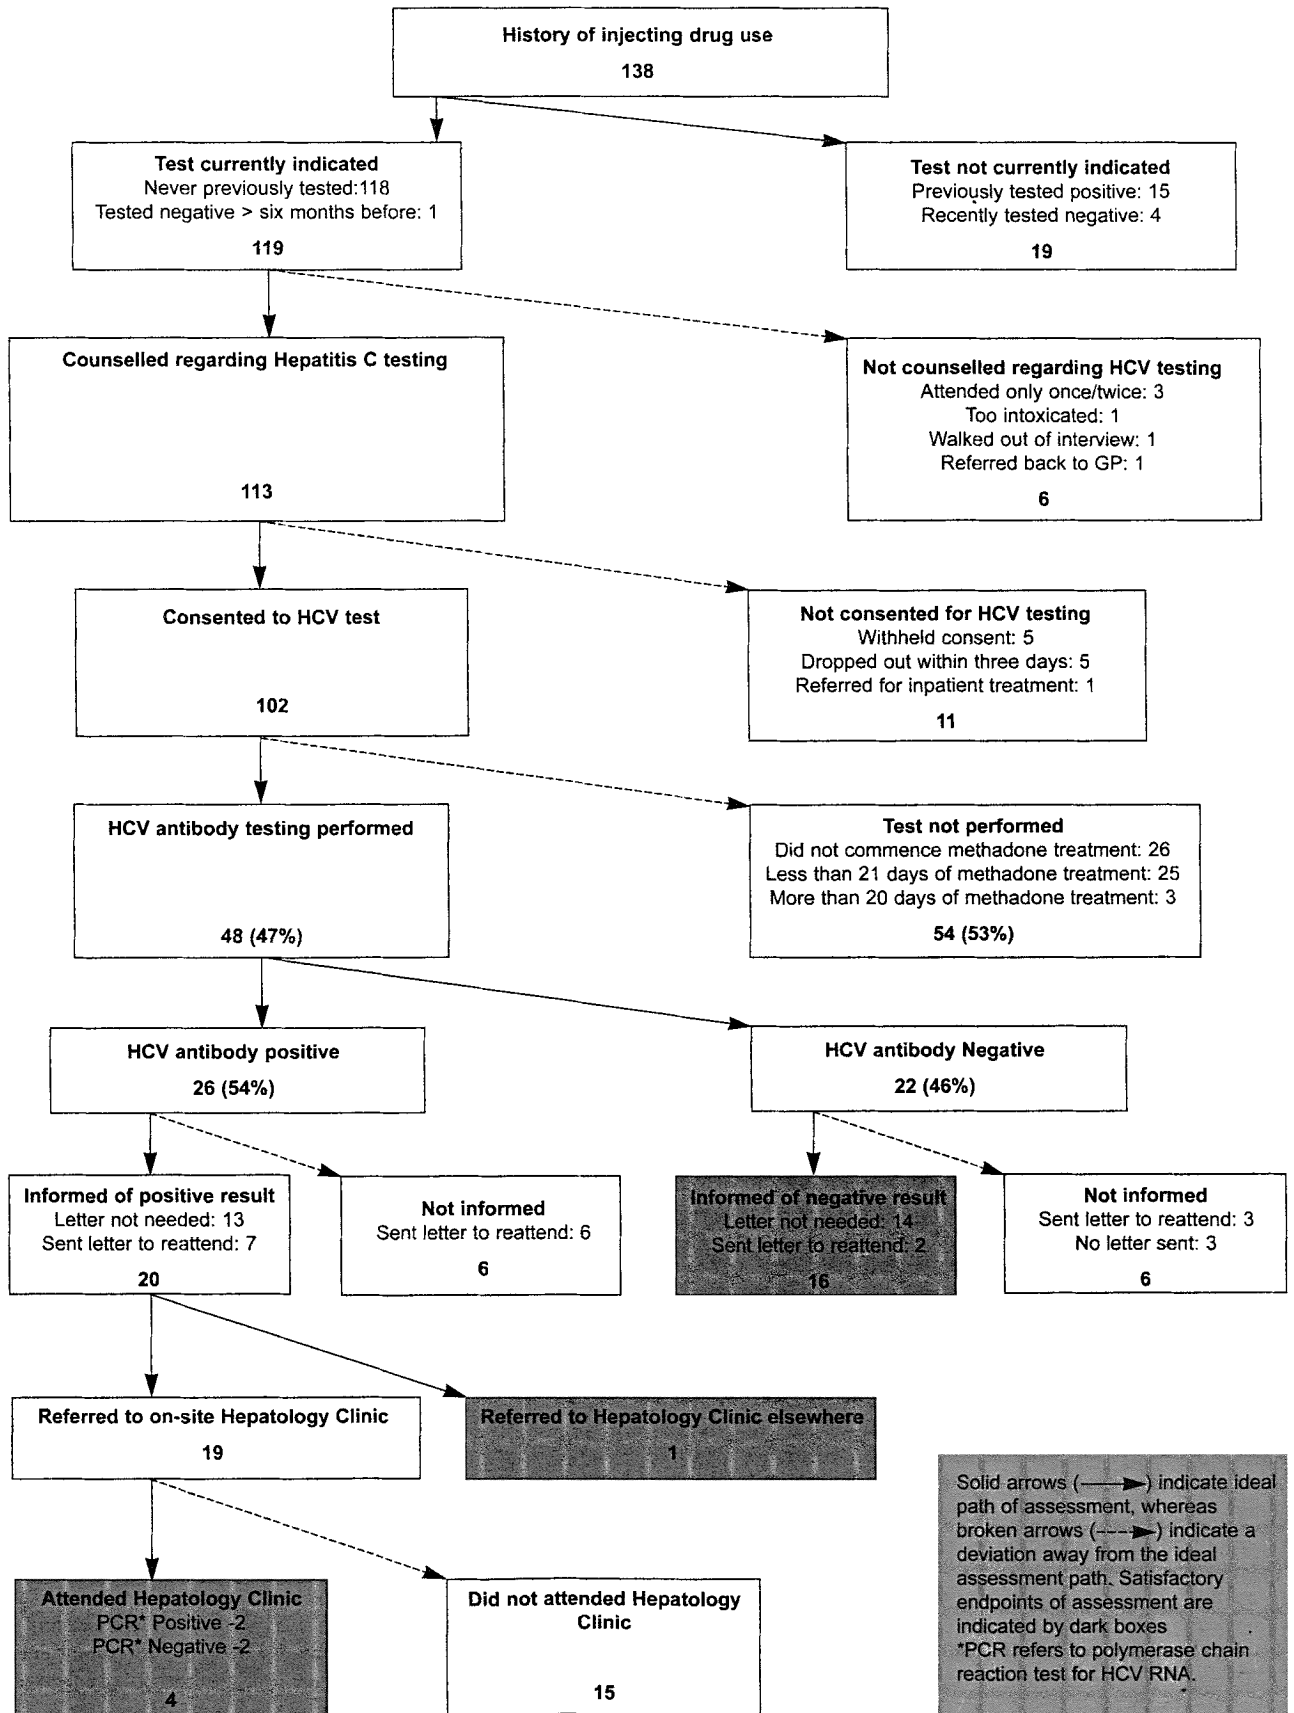 History of injecting drug use
138
Test currently indicated
Never previously tested:118
Tested negative > six months before: 1
119
Test not currently indicated
Previously tested positive: 15
Recently tested negative: 4
19
Counselled regarding Hepatitis C testing
113
Not counselled regarding HCV testing
Attended only once/twice: 3
Too intoxicated: 1
Walked out of interview: 1
Referred back to GP: 1
6
Consented to HCV test
102
Not consented for HCV testing
Withheld consent: 5
Dropped out within three days: 5
Referred for inpatient treatment: 1
11
HCV antibody testing performed
48 (47%)
Test not performed
Did not commence methadone treatment: 26
Less than 21 days of methadone treatment: 25
More than 20 days of methadone treatment: 3
54 (53%)
HCV antibody positive
26 (54%)
HCV antibody Negative
22 (46%)
Informed of positive result
Letter not needed: 13
Sent letter to reattend: 7
20
Not informed
Sent letter to reattend: 6
6
Informed of negative result
Letter not needed: 14
Sent letter to reattend: 2
16
Not informed
Sent letter to reattend: 3
No letter sent: 3
6
Referred to on-site Hepatology Clinic
19
Referred to Hepatology Clinic elsewhere
1
Attended Hepatology Clinic
PCR* Positive -2
PCR* Negative -2
4
Did not attended Hepatology
Clinic
15
Solid arrows (——►) indicate ideal
path of assessment, whereas
broken arrows (----►) indicate a
deviation away from the ideal
assessment path. Satisfactory
endpoints of assessment are
indicated by dark boxes
*PCR refers to polymerase chain
reaction test for HCV RNA.